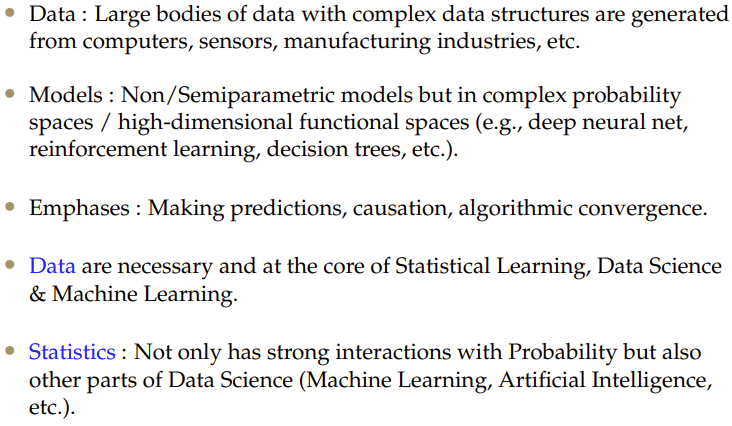 • Data : Large bodies of data with complex data structures are generated
from computers, sensors, manufacturing industries, etc.
• Models : Non/Semiparametric models but in complex probability
spaces / high-dimensional functional spaces (e.g., deep neural net,
reinforcement learning, decision trees, etc.).
• Emphases : Making predictions, causation, algorithmic convergence.
• Data are necessary and at the core of Statistical Learning, Data Science
& Machine Learning.
• Statistics : Not only has strong interactions with Probability but also
other parts of Data Science (Machine Learning, Artificial Intelligence,
etc.).